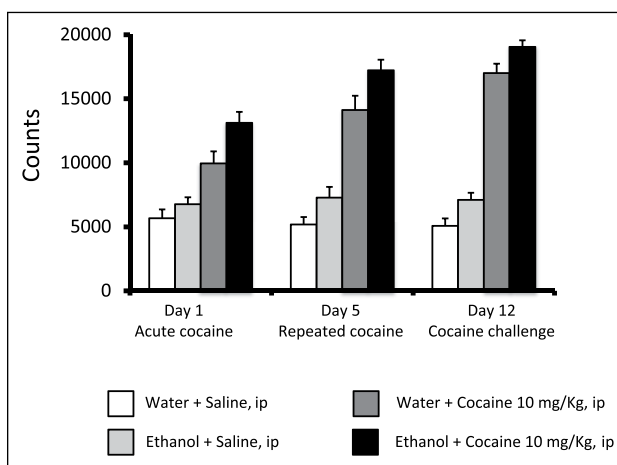 20000
15000
10000
5000
0
Counts
Day 1
Acute cocaine
Day 5
Repeated cocaine
Day 12
Cocaine challenge
Water + Saline, ip
Water + Cocaine 10 mg/Kg, ip
Ethanol + Saline, ip
Ethanol + Cocaine 10 mg/Kg, ip